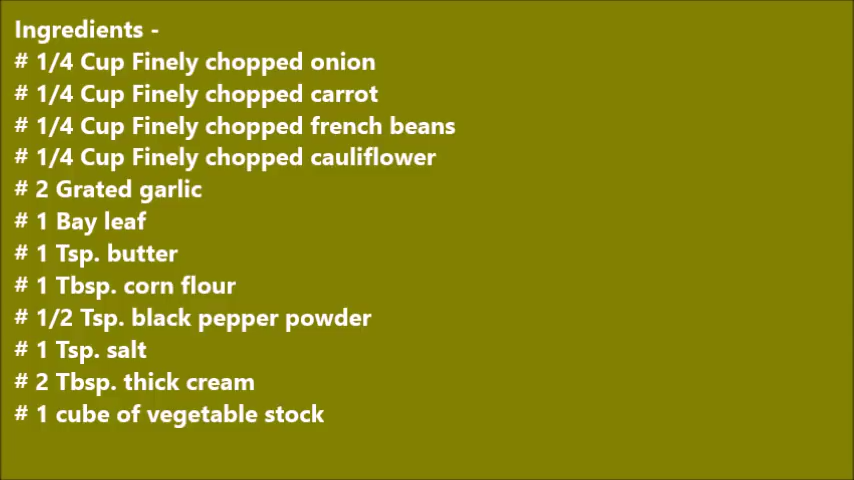 Ingredients -
# 1/4 Cup Finely chopped onion
# 1/4 Cup Finely chopped carrot
# 1/4 Cup Finely chopped french beans
# 1/4 Cup Finely chopped cauliflower
# 2 Grated garlic
# 1 Bay leaf
# 1 Tsp. butter
# 1 Tbsp. corn flour
# 1/2 Tsp. black pepper powder
# 1 Tsp. salt
# 2 Tbsp. thick cream
# 1 cube of vegetable stock